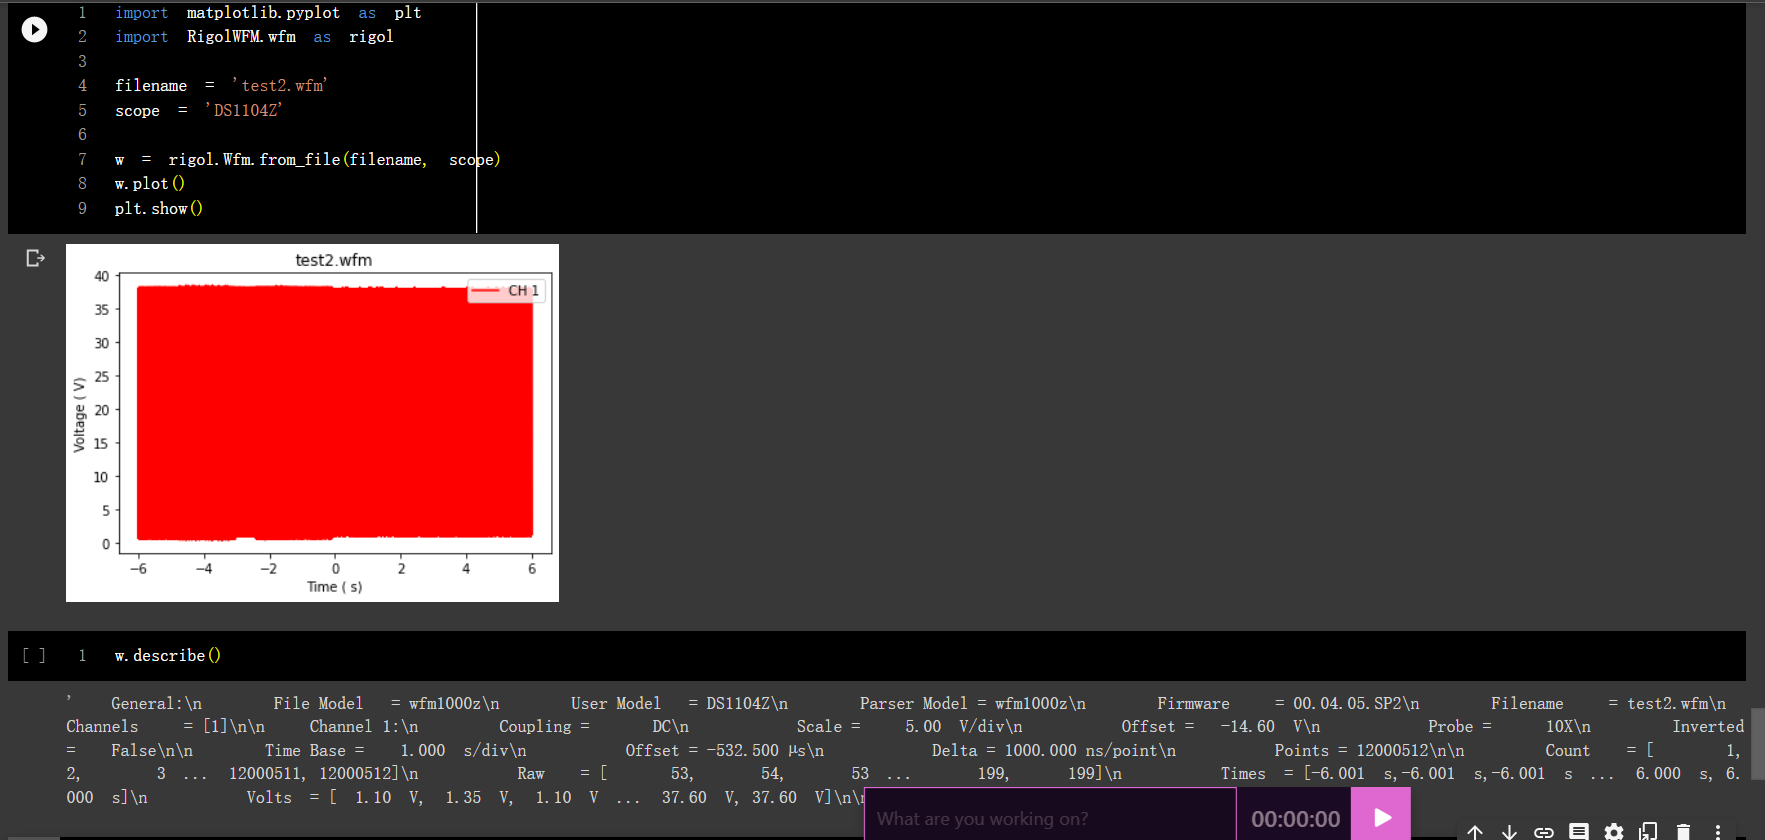 1 import matplotlib.pyplot as plt
2 import RigolWFM.wfm as rigol
3
4 filename = 'test2.wfm'
5 scope = 'DS1104Z'
6
7 w = rigol.Wfm.from_file(filename, scope)
8 w.plot()
9 plt.show()
test2.wfm
CH 1
40
35
30
25
20
15
10
5
0
Voltage ( V)
−6 −4 −2 0 2 4 6
Time ( s)
[ ] 1 w.describe()
' General:\n File Model = wfm1000z\n User Model = DS1104Z\n Parser Model = wfm1000z\n Firmware = 00.04.05.SP2\n Filename = test2.wfm\n
Channels = [1]\n\n Channel 1:\n Coupling = DC\n Scale = 5.00 V/div\n Offset = -14.60 V\n Probe = 10X\n Inverted
= False\n\n Time Base = 1.000 s/div\n Offset = -532.500 µs\n Delta = 1000.000 ns/point\n Points = 12000512\n\n Count = [ 1,
2, 3 ... 12000511, 12000512]\n Raw = [ 53, 54, 53 ... 199, 199]\n Times = [-6.001 s,-6.001 s,-6.001 s ... 6.000 s, 6.
000 s]\n Volts = [ 1.10 V, 1.35 V, 1.10 V ... 37.60 V, 37.60 V]\n\n
What are you working on? 00:00:00